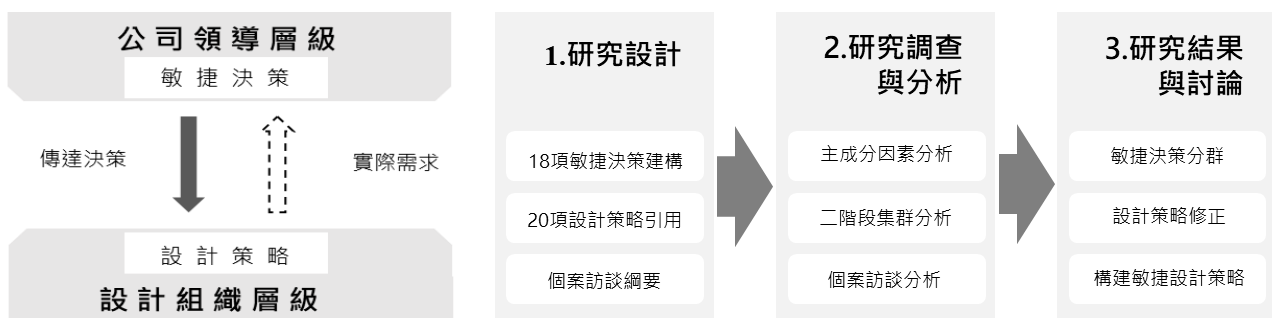 公司領導層級
敏捷決策
傳達決策
實際需求
設計策略
設計組織層級
1.研究設計
18項敏捷決策建構
20項設計策略引用
個案訪談綱要
2.研究調查
與分析
主成分因素分析
二階段集群分析
個案訪談分析
3.研究結果
與討論
敏捷決策分群
設計策略修正
構建敏捷設計策略